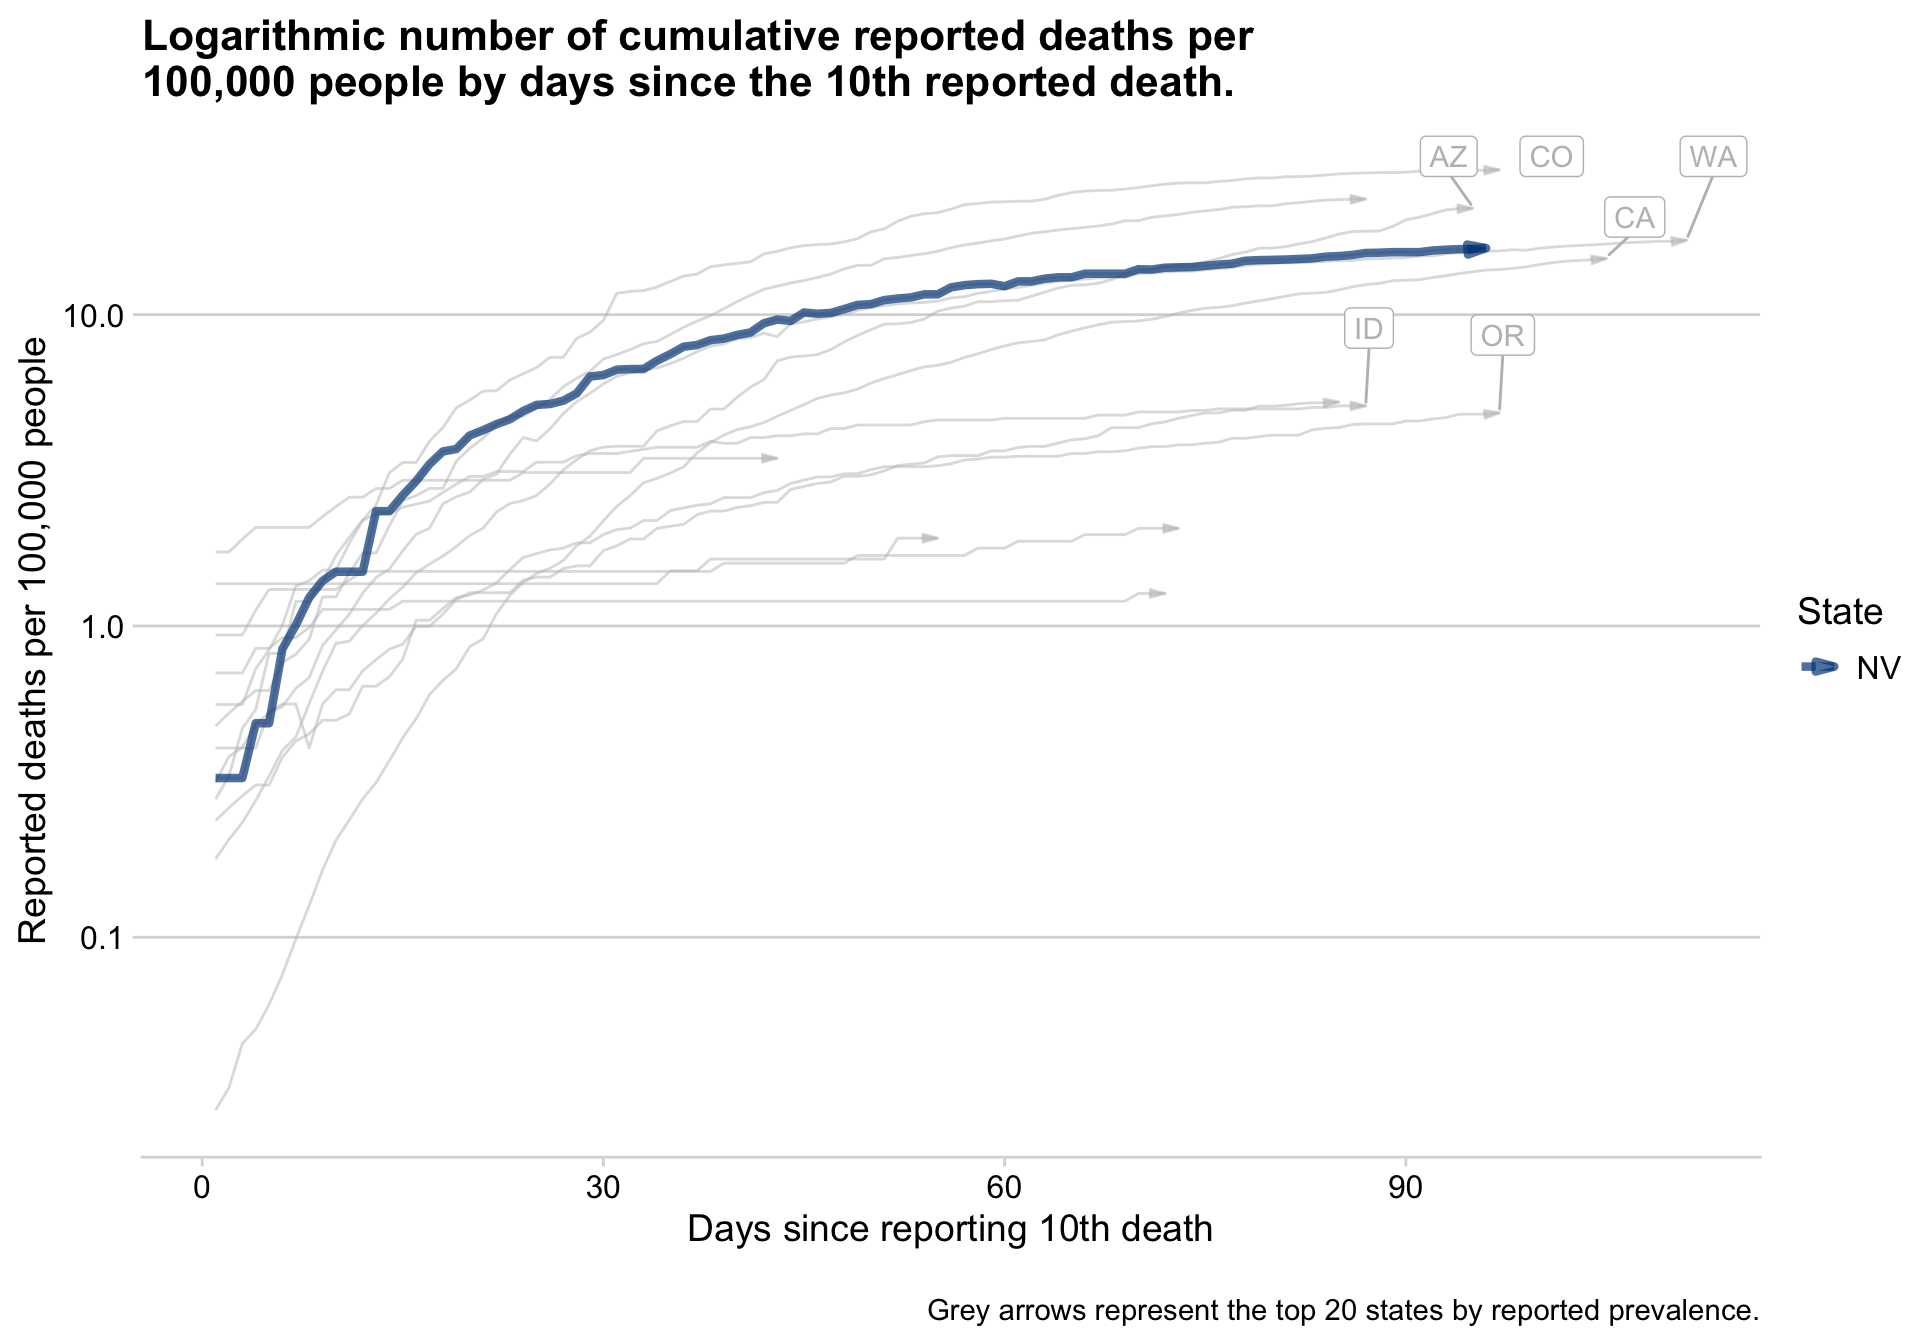 Logarithmic number of cumulative reported deaths per
100,000 people by days since the 10th reported death.
AZ
CO
WA
CA
ID
OR
10.0
1.0
0.1
Reported deaths per 100,000 people
0
30
60
90
Days since reporting 10th death
State
NV
Grey arrows represent the top 20 states by reported prevalence.